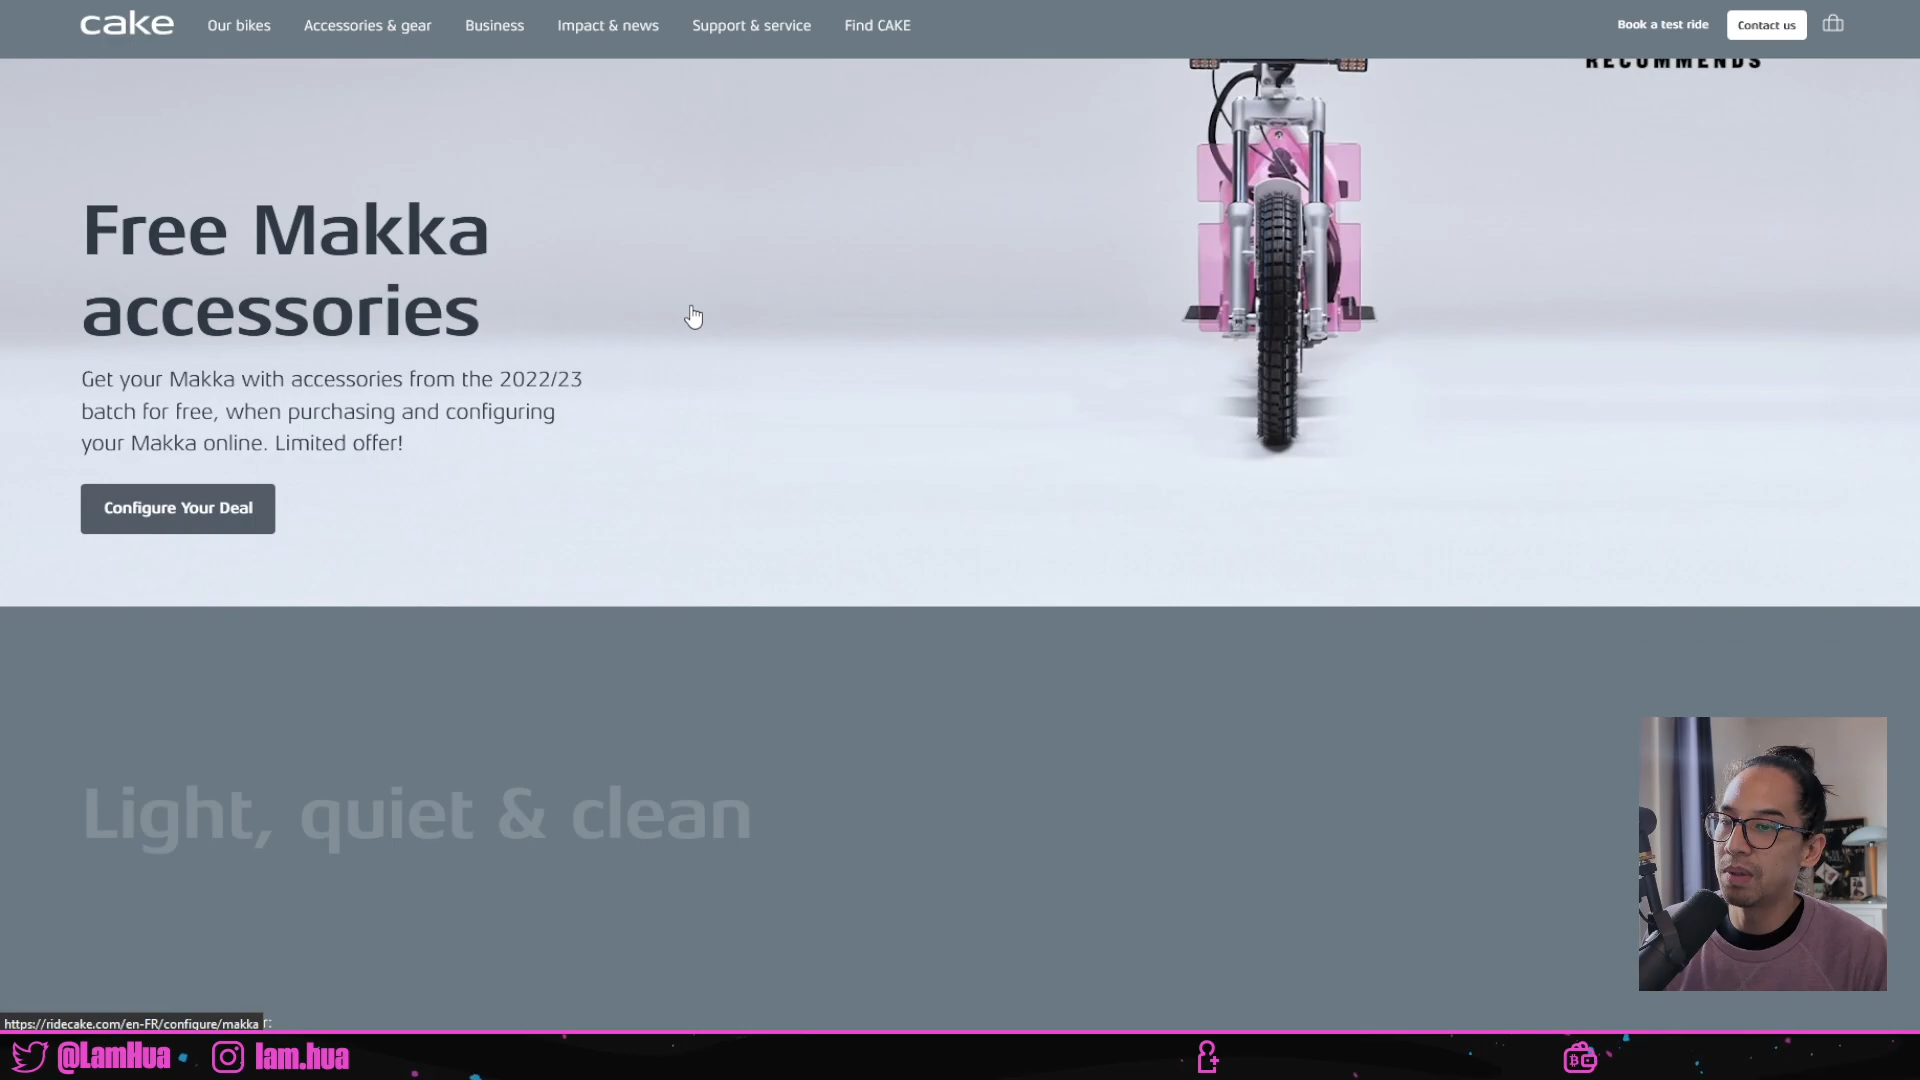 cake
Our bikes
Accessories & gear
Business
Impact & news
Support & service
Find CAKE
Book a test ride
Contact us
RECOMMENDS
Free Makka
accessories
Get your Makka with accessories from the 2022/23
batch for free, when purchasing and configuring
your Makka online. Limited offer!
Configure Your Deal
Light, quiet & clean
https://ridecake.com/en-FR/configure/makka
@LamHua
lam.hua